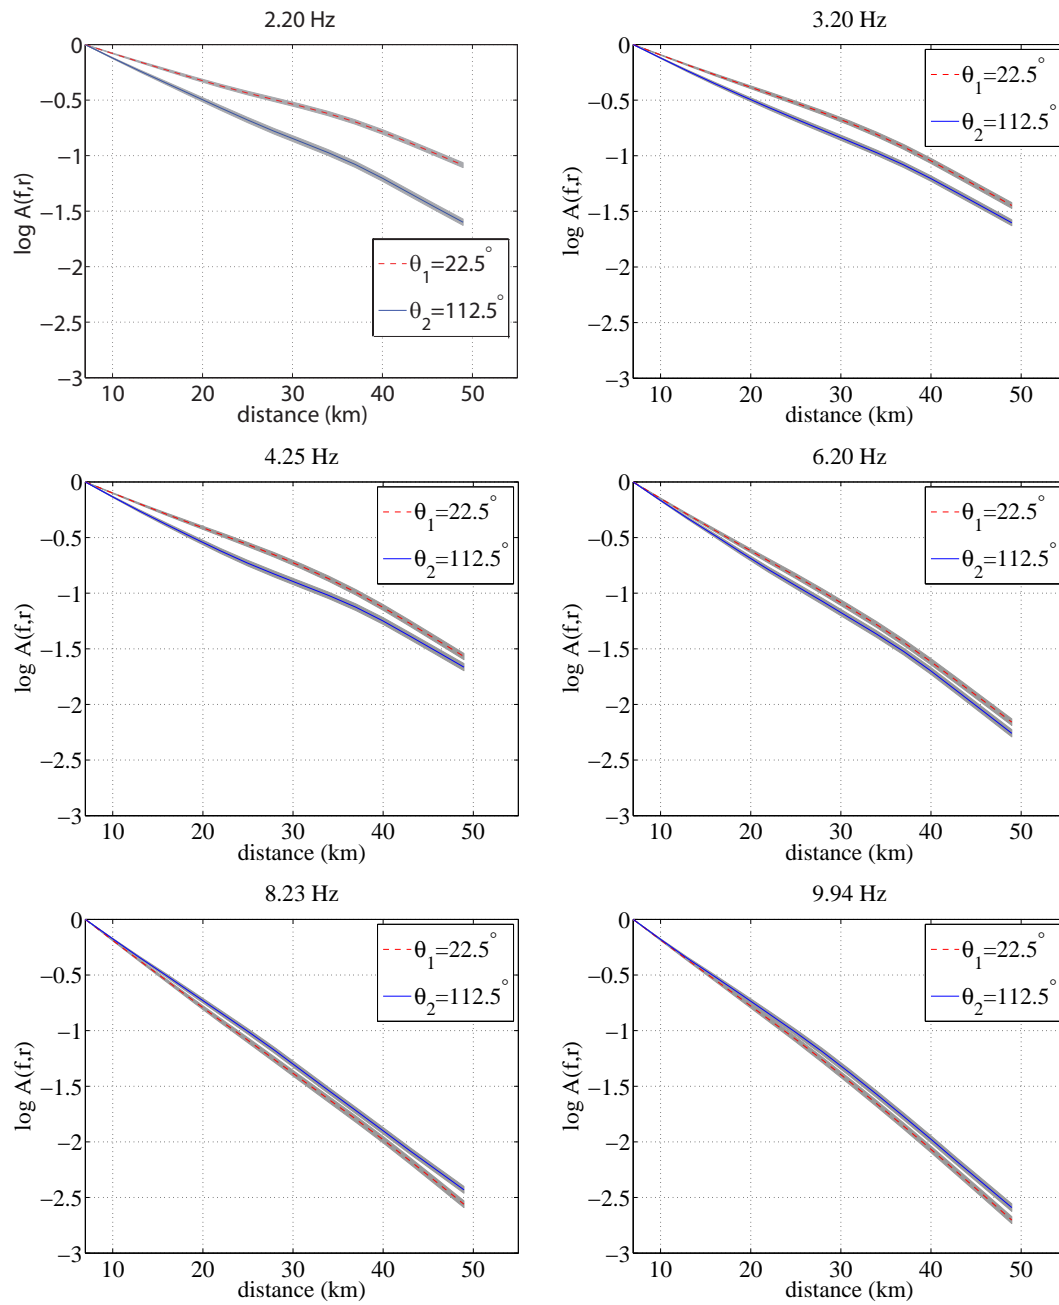 2.20 Hz
0
−0.5
−1
−1.5
−2
−2.5
−3
log A(f,r)
θ1=22.5°
θ2=112.5°
10 20 30 40 50
distance (km)
3.20 Hz
0
−0.5
−1
−1.5
−2
−2.5
−3
log A(f,r)
θ1=22.5°
θ2=112.5°
10 20 30 40 50
distance (km)
4.25 Hz
0
−0.5
−1
−1.5
−2
−2.5
−3
log A(f,r)
θ1=22.5°
θ2=112.5°
10 20 30 40 50
distance (km)
6.20 Hz
0
−0.5
−1
−1.5
−2
−2.5
−3
log A(f,r)
θ1=22.5°
θ2=112.5°
10 20 30 40 50
distance (km)
8.23 Hz
0
−0.5
−1
−1.5
−2
−2.5
−3
log A(f,r)
θ1=22.5°
θ2=112.5°
10 20 30 40 50
distance (km)
9.94 Hz
0
−0.5
−1
−1.5
−2
−2.5
−3
log A(f,r)
θ1=22.5°
θ2=112.5°
10 20 30 40 50
distance (km)